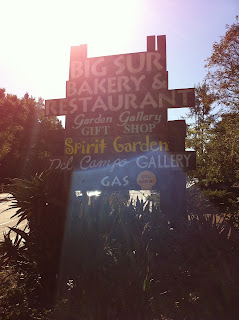 BIG SUR
BAKERY &
RESTAURANT
Garden Gallery
GIFT SHOP
Spirit Garden
Del Campo GALLERY
GAS